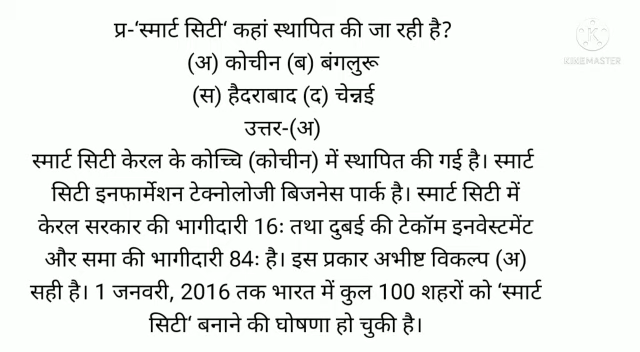 प्र-‘स्मार्ट सिटी‘ कहां स्थापित की जा रही है?
(अ) कोचीन (ब) बंगलुरू
(स) हैदराबाद (द) चेन्नई
उत्तर-(अ)
स्मार्ट सिटी केरल के कोच्चि (कोचीन) में स्थापित की गई है। स्मार्ट
सिटी इनफार्मेशन टेक्नोलोजी बिजनेस पार्क है। स्मार्ट सिटी में
केरल सरकार की भागीदारी 16ः तथा दुबई की टेकॉम इनवेस्टमेंट
और समा की भागीदारी 84ः है। इस प्रकार अभीष्ट विकल्प (अ)
सही है। 1 जनवरी, 2016 तक भारत में कुल 100 शहरों को ‘स्मार्ट
सिटी‘ बनाने की घोषणा हो चुकी है।
KINEMASTER